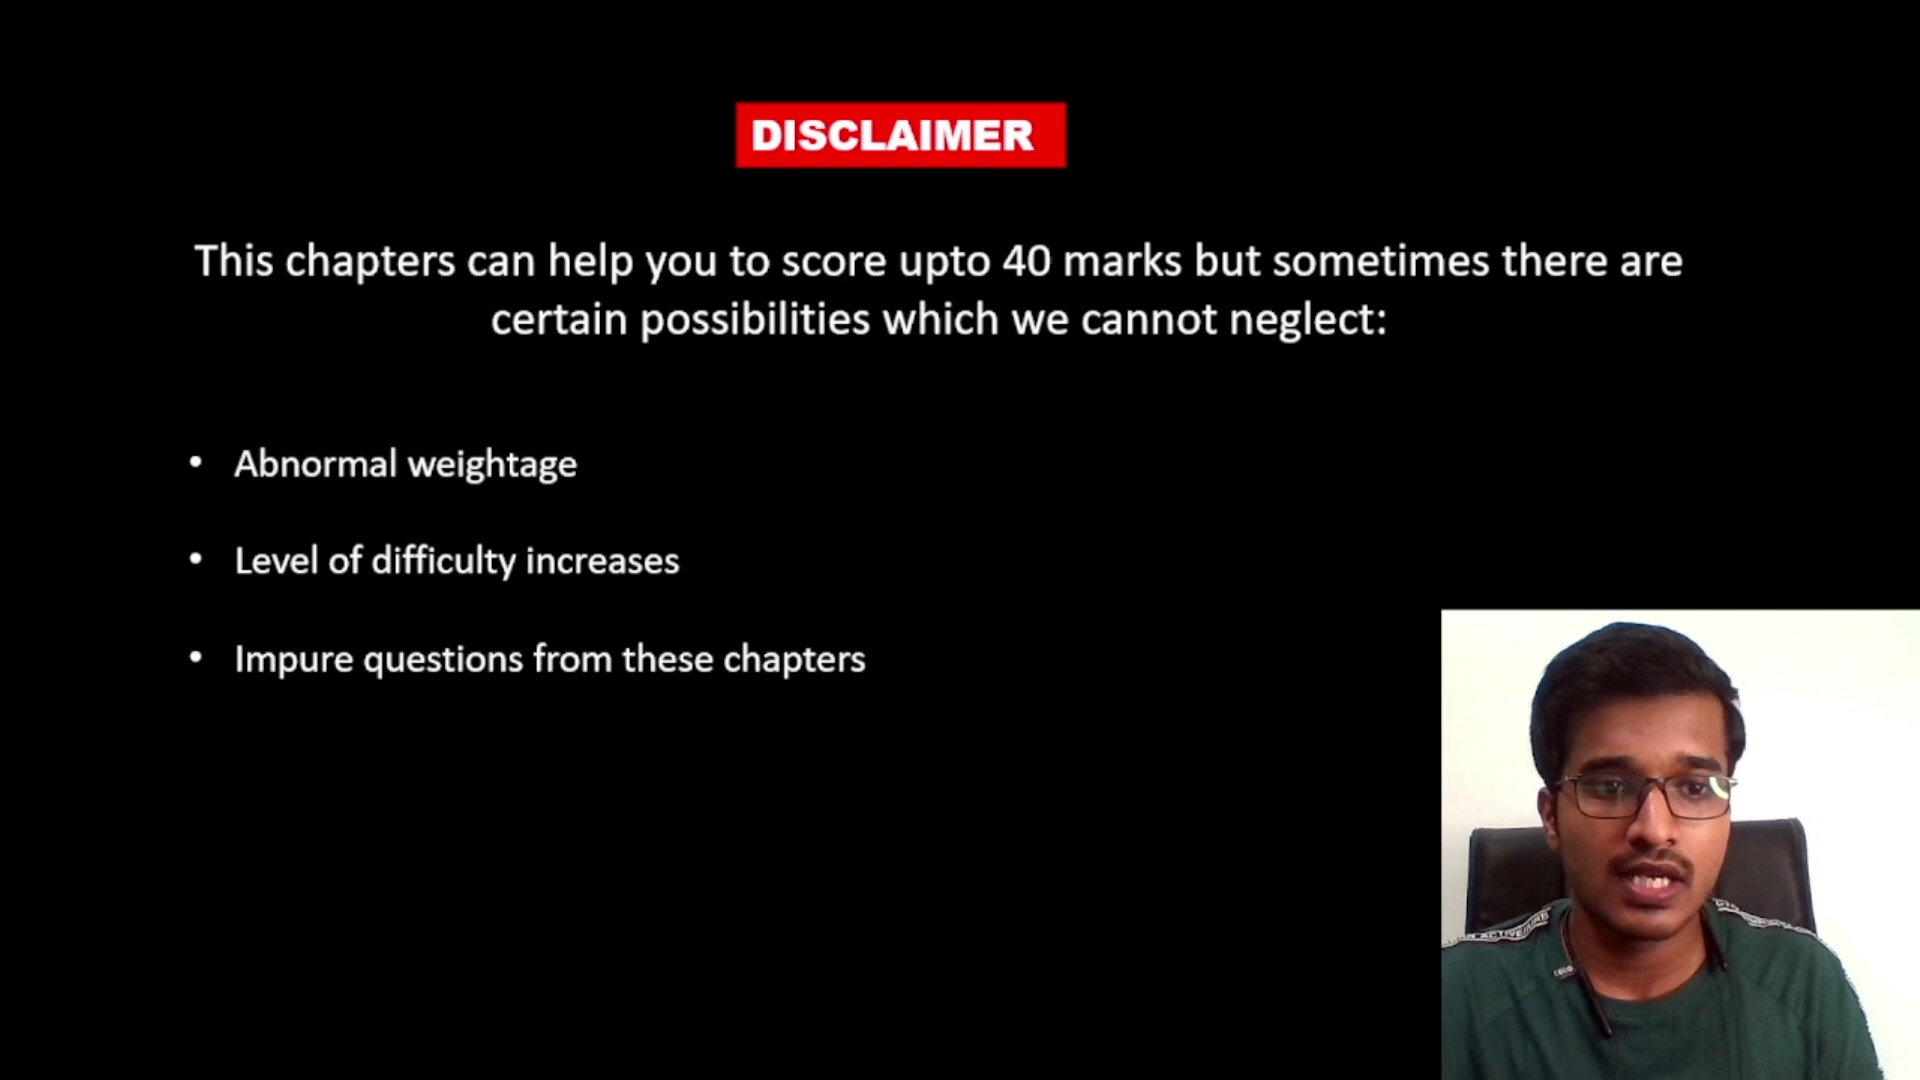 DISCLAIMER
This chapters can help you to score upto 40 marks but sometimes there are
certain possibilities which we cannot neglect:
• Abnormal weightage
• Level of difficulty increases
• Impure questions from these chapters